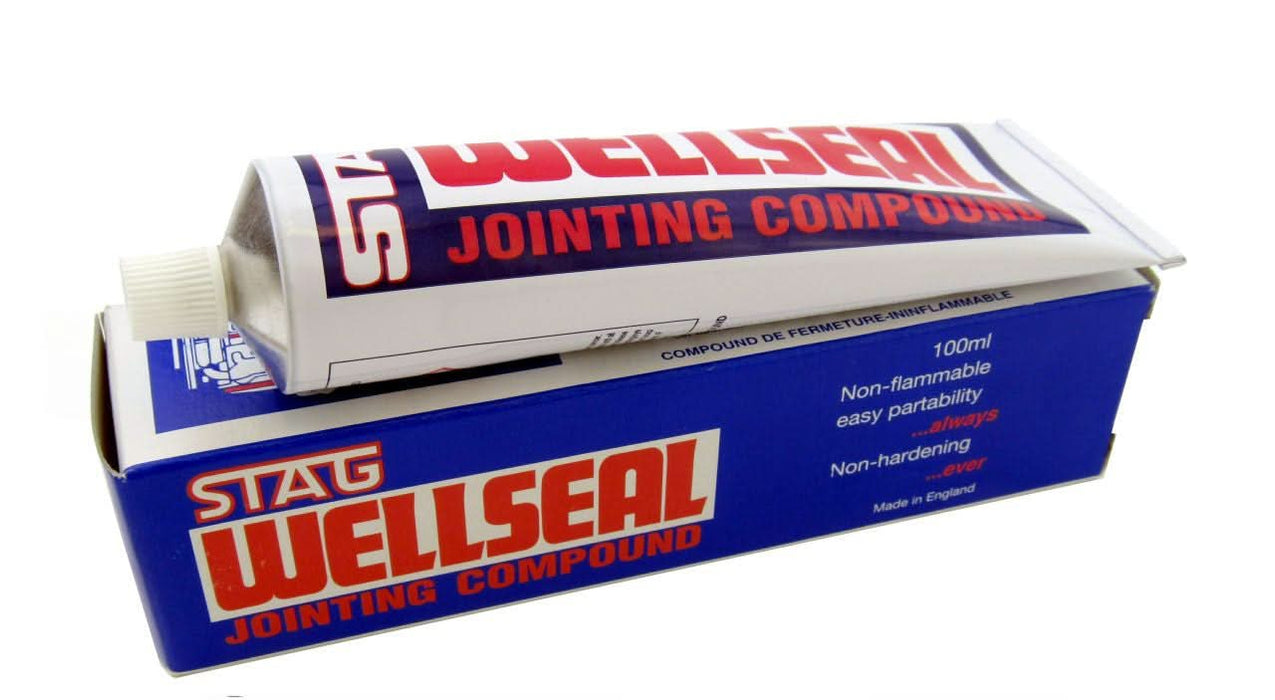 STAG
WELLSEAL
JOINTING COMPOUND
COMPOUND DE FERMETURE-ININFLAMMABLE
STAG
WELLSEAL
JOINTING COMPOUND
100ml
Non-flammable
easy partability
...always
Non-hardening
...ever
Made in England